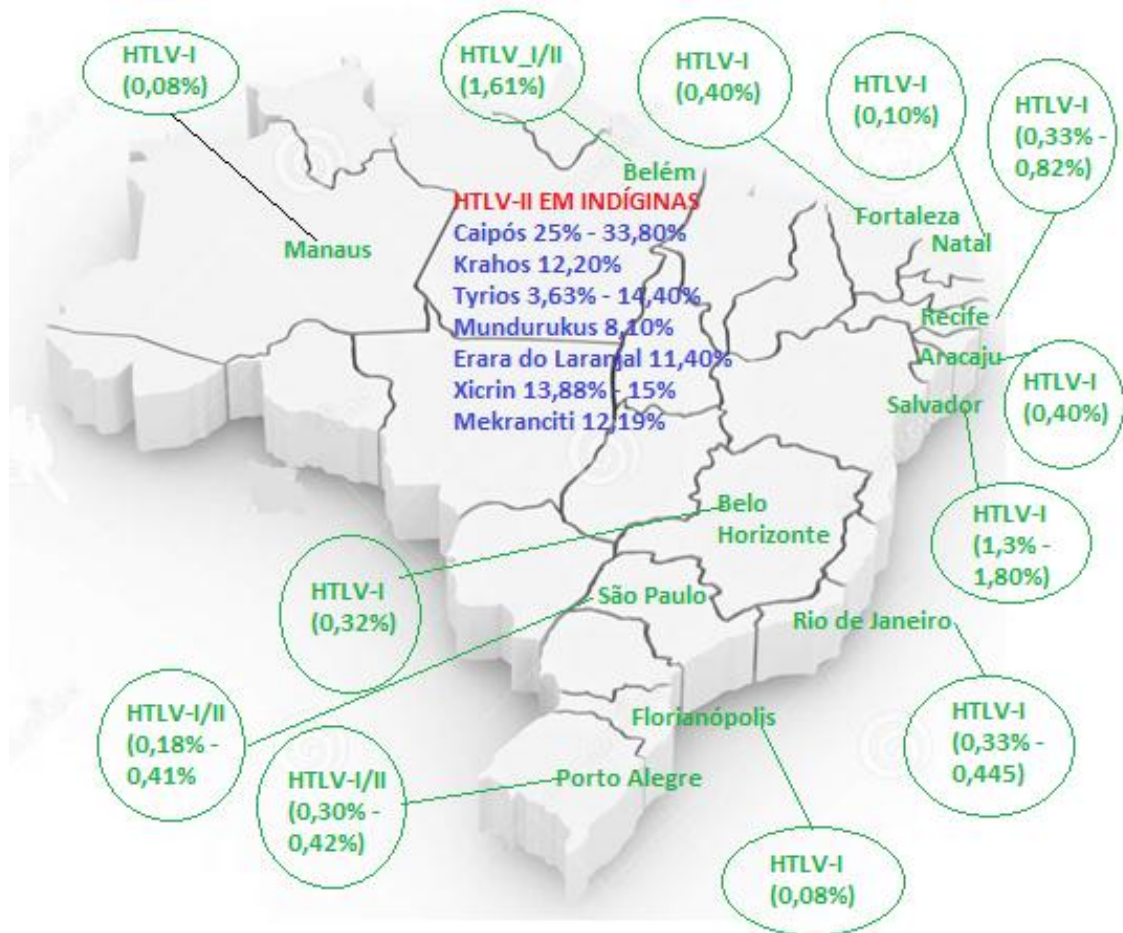 HTLV-I
(0,08%)
HTLV_I/II
(1,61%)
HTLV-I
(0,40%)
HTLV-I
(0,10%)
HTLV-I
(0,33% -
0,82%)
Belém
Fortaleza
Natal
Manaus
HTLV-II EM INDÍGINAS
Caipós 25% - 33,80%
Krahos 12,20%
Tyrios 3,63% - 14,40%
Mundurukus 8,10%
Erara do Laranjal 11,40%
Xicrin 13,88% - 15%
Mekranciti 12,19%
Recife
Aracaju
HTLV-I
(0,40%)
Salvador
HTLV-I
(1,3% -
1,80%)
Belo
Horizonte
HTLV-I
(0,32%)
São Paulo
Rio de Janeiro
HTLV-I/II
(0,18% -
0,41%
HTLV-I
(0,33% -
0,445)
Florianópolis
Porto Alegre
HTLV-I/II
(0,30% -
0,42%)
HTLV-I
(0,08%)